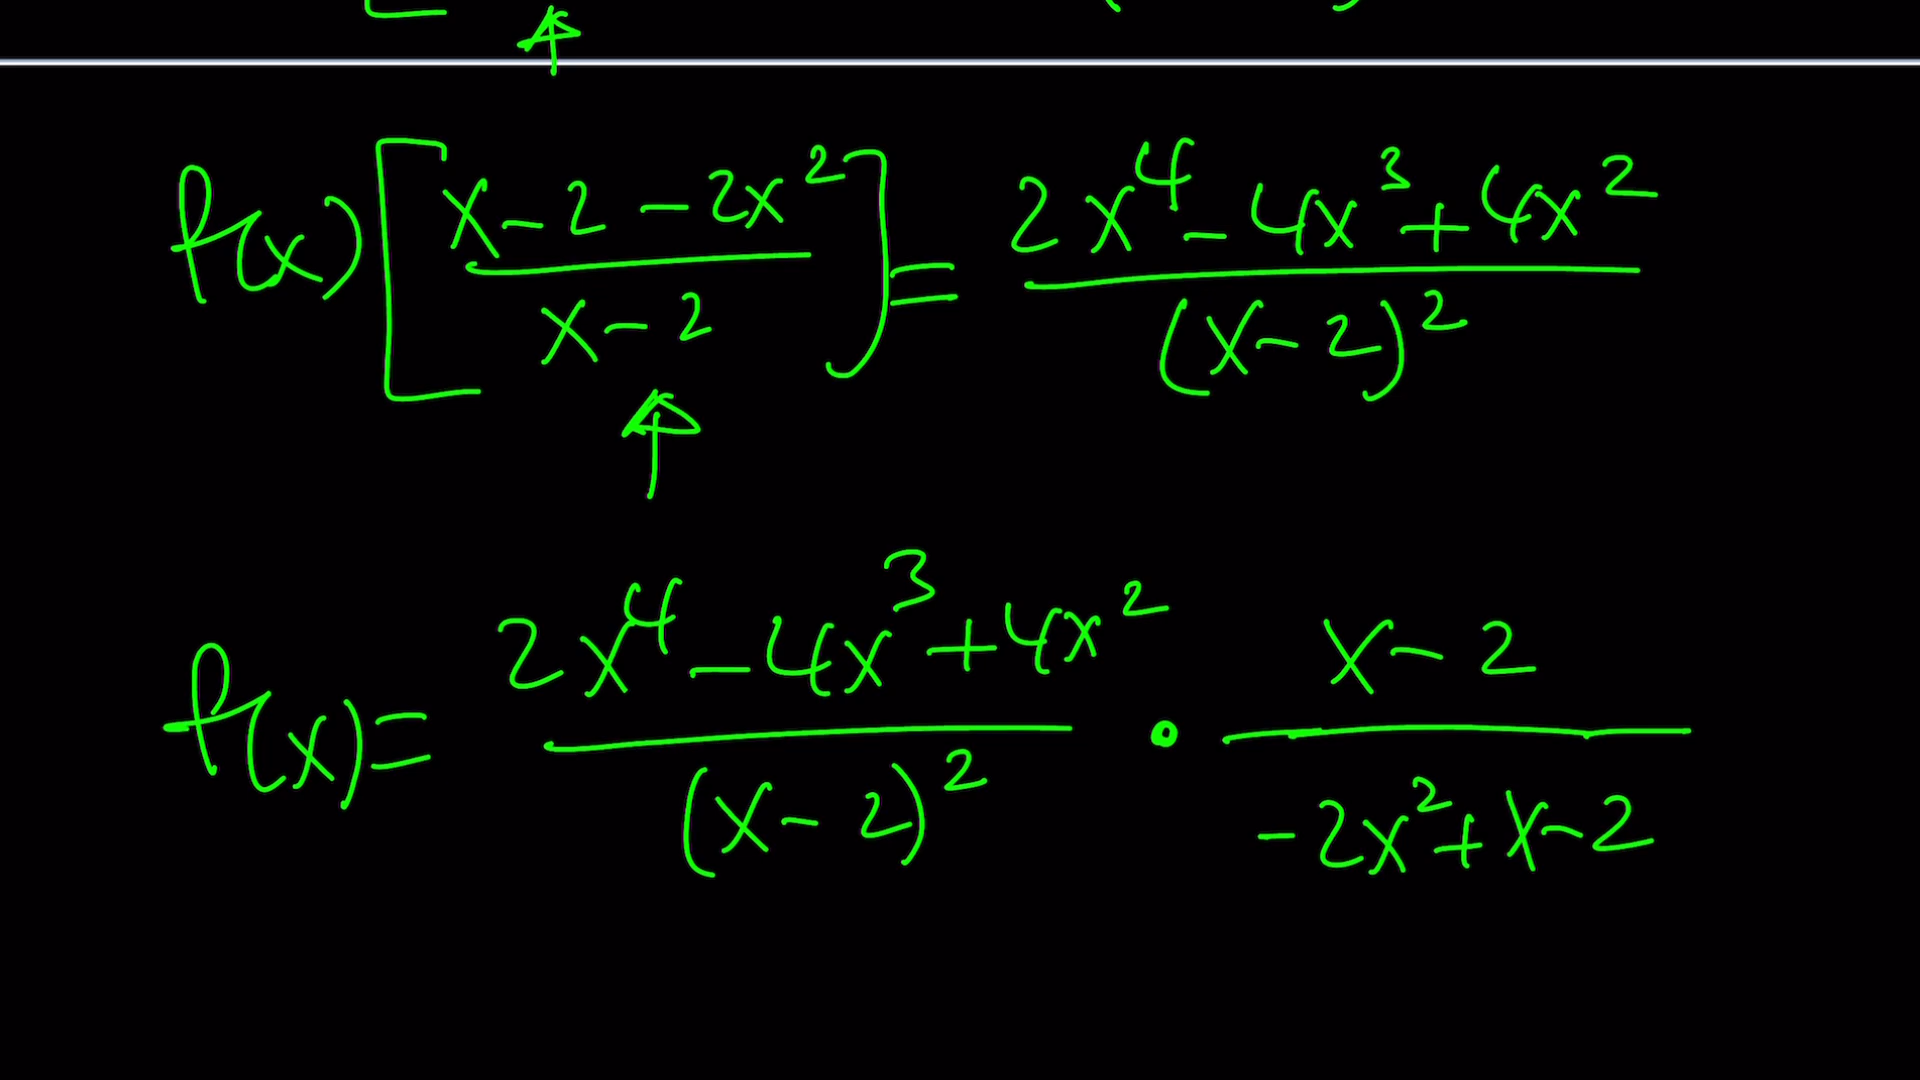 f(x) [ (x-2-2x²)/(x-2) ] = (2x⁴-4x³+4x²)/(x-2)²
f(x) = (2x⁴-4x³+4x²)/(x-2)² • (x-2)/(-2x²+x-2)